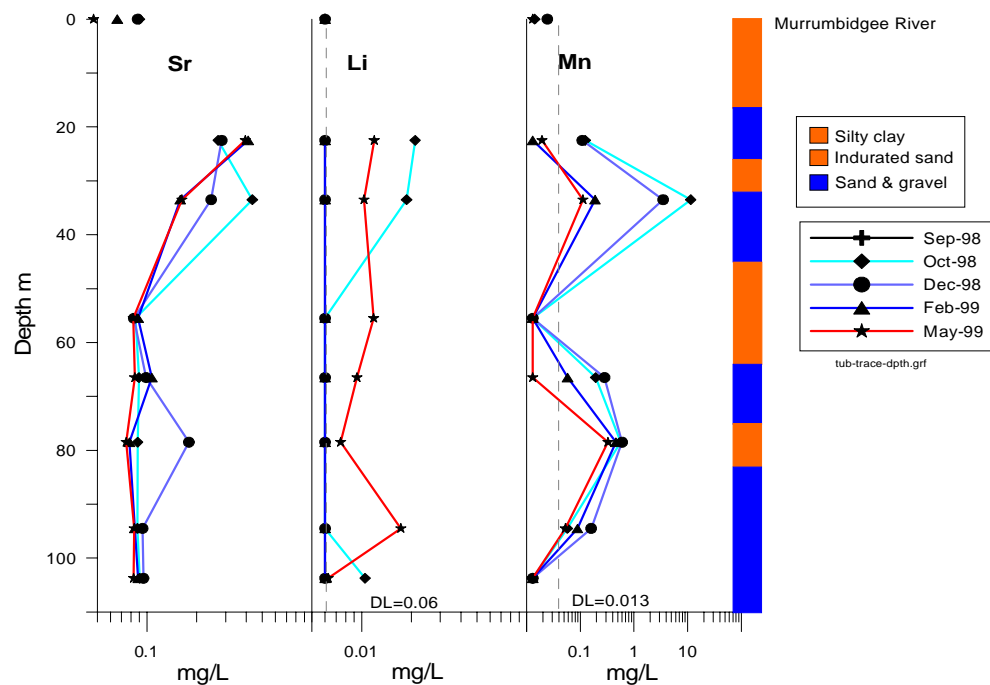 0
20
40
60
80
100
Depth m
Sr
Li
Mn
Murrumbidgee River
Silty clay
Indurated sand
Sand & gravel
Sep-98
Oct-98
Dec-98
Feb-99
May-99
tub-trace-dpth.grf
DL=0.06
DL=0.013
0.1
0.01
0.1 1 10
mg/L
mg/L
mg/L